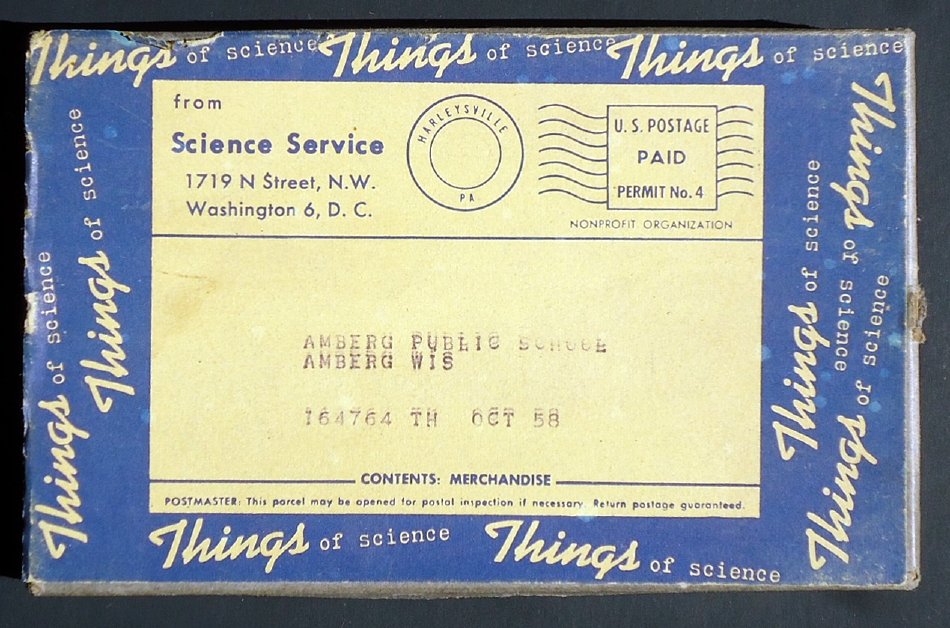 Things of science Things of science Things of science
Things of science
Things of science
from
Science Service
1719 N Street, N.W.
Washington 6, D. C.
HARLEYSVILLE
PA
U. S. POSTAGE
PAID
PERMIT No. 4
NONPROFIT ORGANIZATION
AMBERG PUBLIC SCHOOL
AMBERG WIS
164764 TH OCT 58
CONTENTS: MERCHANDISE
POSTMASTER: This parcel may be opened for postal inspection if necessary. Return postage guaranteed.
Things of science
Things of science
Things of science
Things of science Things of science